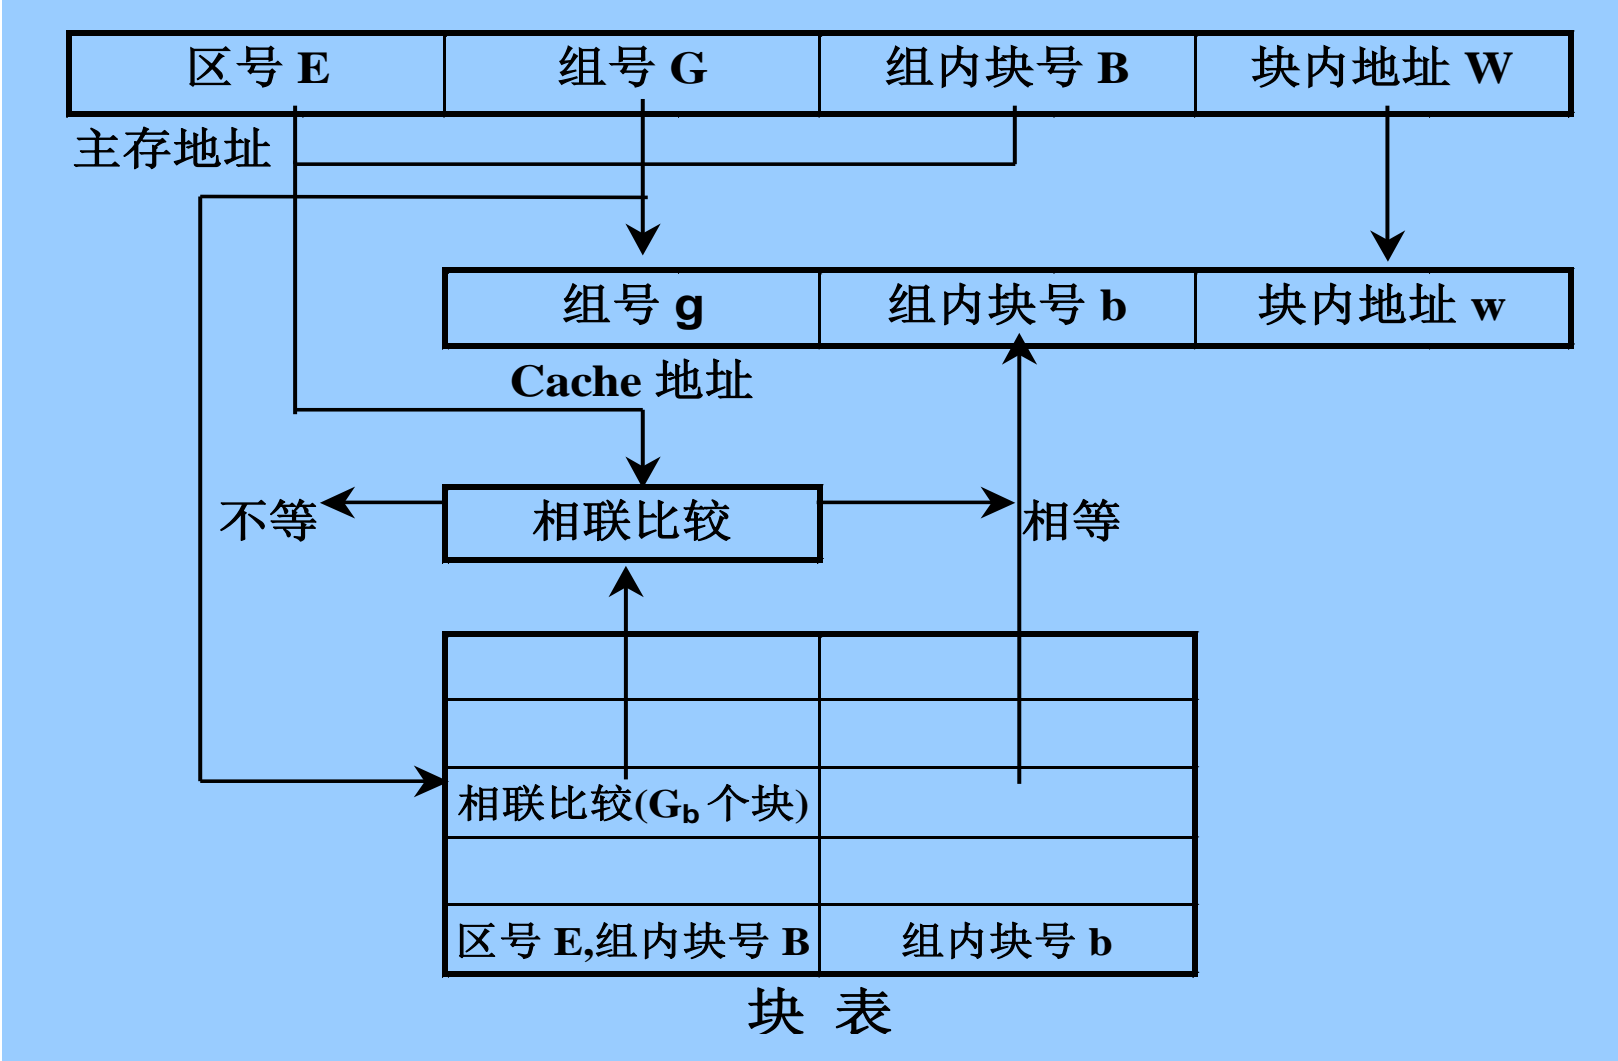 区号 E 组号 G 组内块号 B 块内地址 W
主存地址
组号 g 组内块号 b 块内地址 w
Cache 地址
不等 相联比较 相等
相联比较(Gb个块)
区号 E,组内块号 B 组内块号 b
块 表